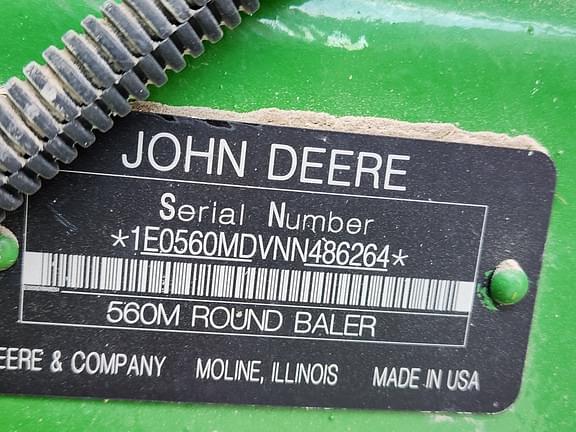 JOHN DEERE
Serial Number
*1E0560MDVNN486264*
560M ROUND BALER
EERE & COMPANY MOLINE, ILLINOIS MADE IN USA